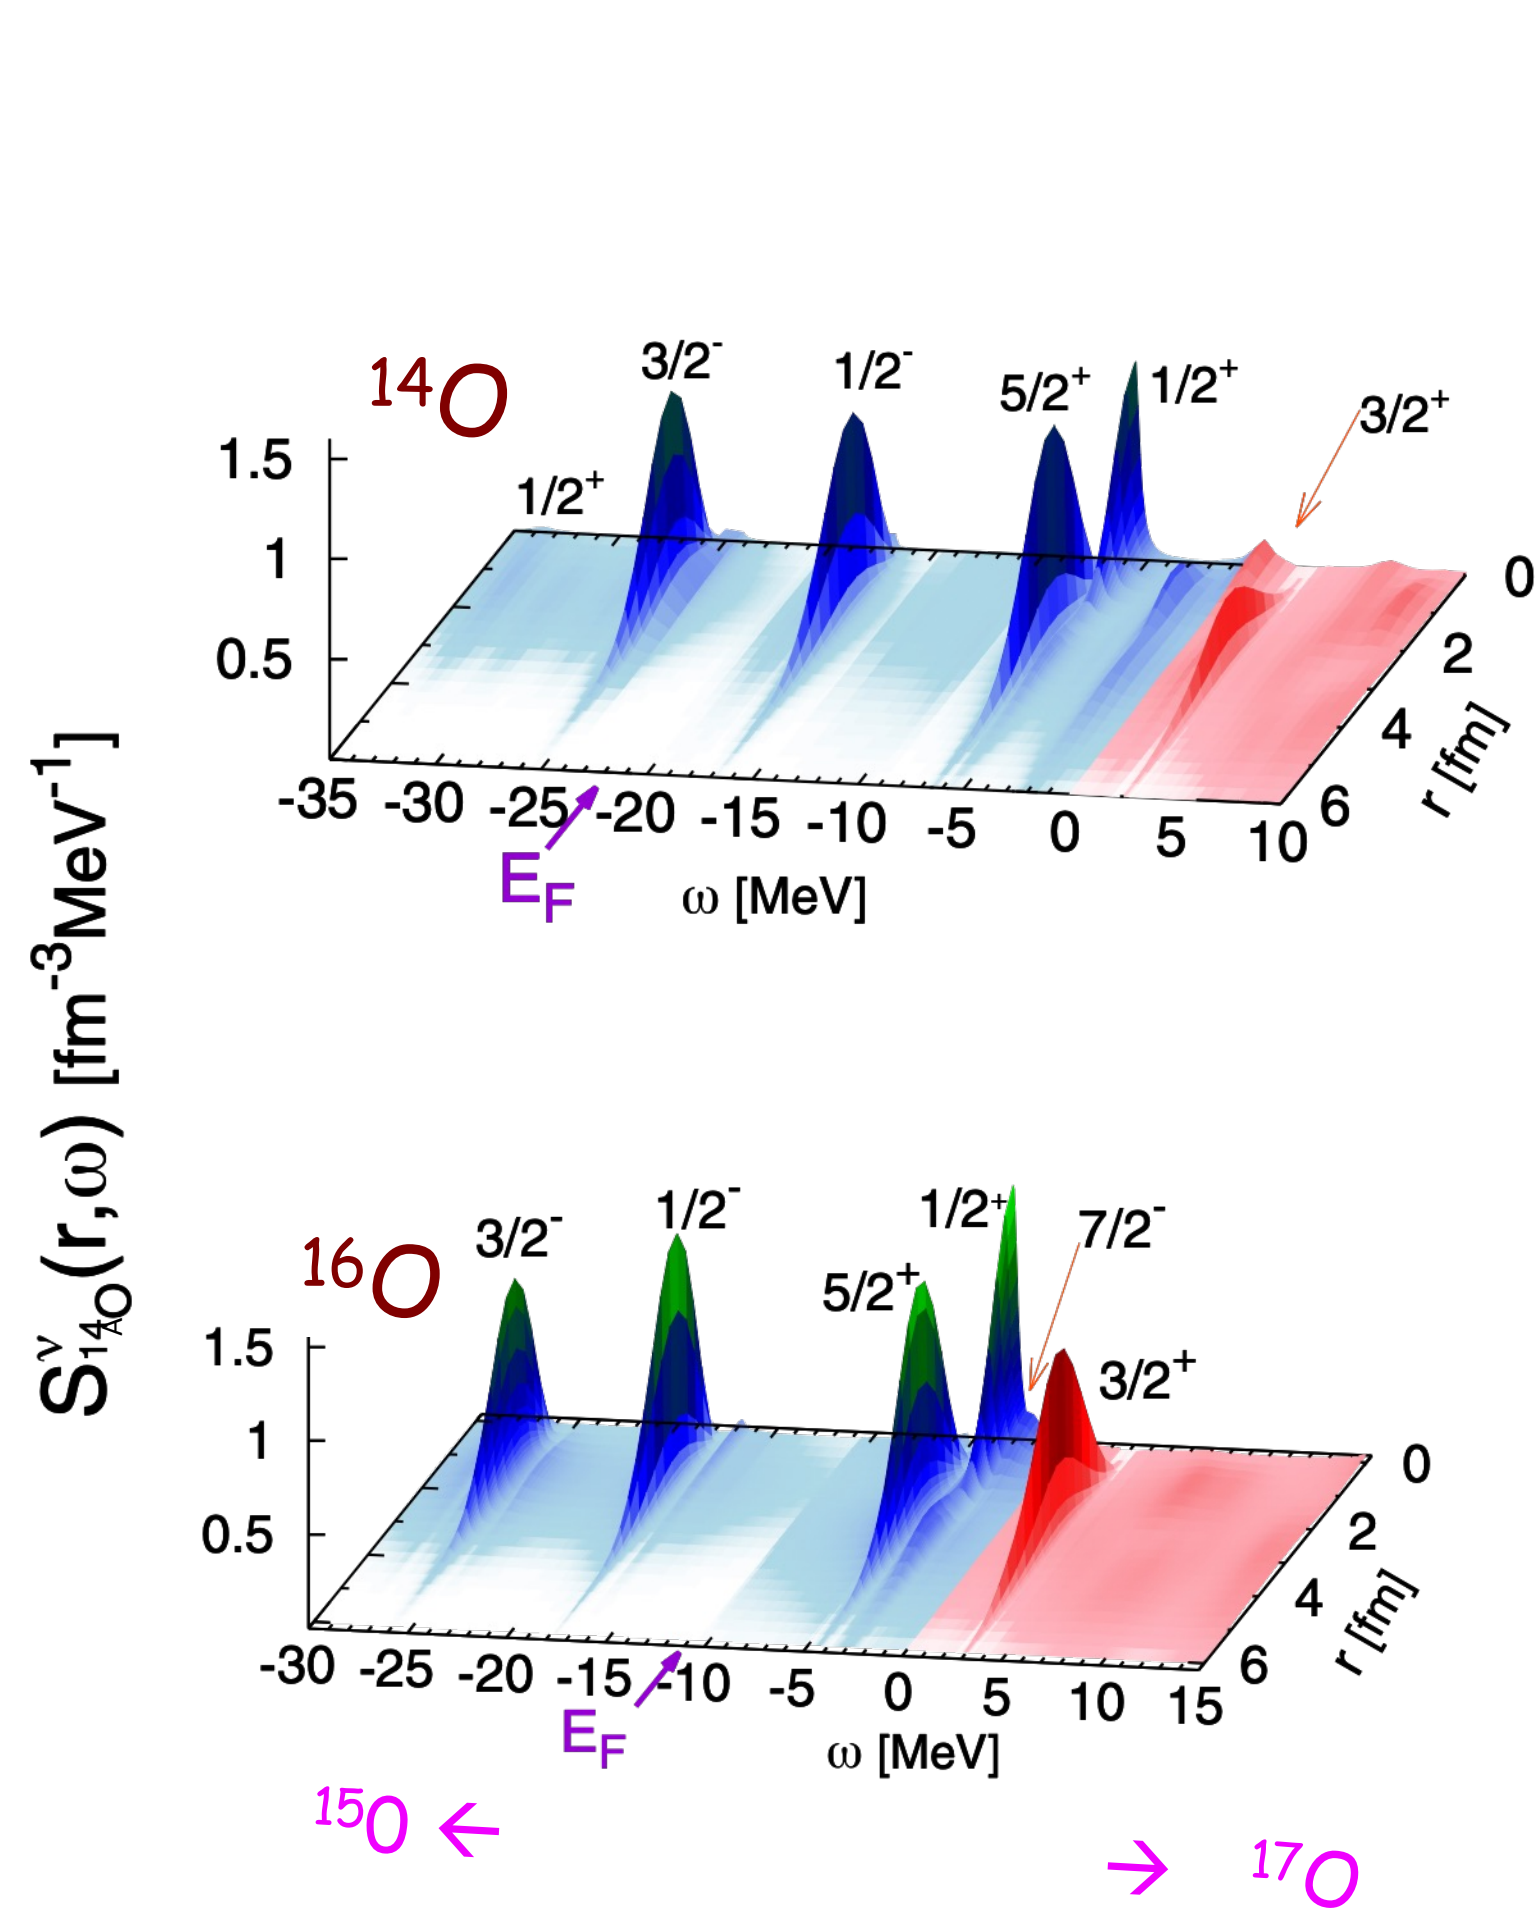 ¹⁴O
3/2⁻
1/2⁻
5/2⁺
1/2⁺
3/2⁺
1/2⁺
1.5
1
0.5
0
2
4
6
r [fm]
-35 -30 -25 -20 -15 -10 -5 0 5 10
E_F
ω [MeV]
S^ν_¹⁴O(r,ω) [fm⁻³MeV⁻¹]
A
¹⁶O
3/2⁻
1/2⁻
5/2⁺
1/2⁺
7/2⁻
3/2⁺
1.5
1
0.5
0
2
4
6
r [fm]
-30 -25 -20 -15 -10 -5 0 5 10 15
E_F
ω [MeV]
¹⁵O ←
→ ¹⁷O